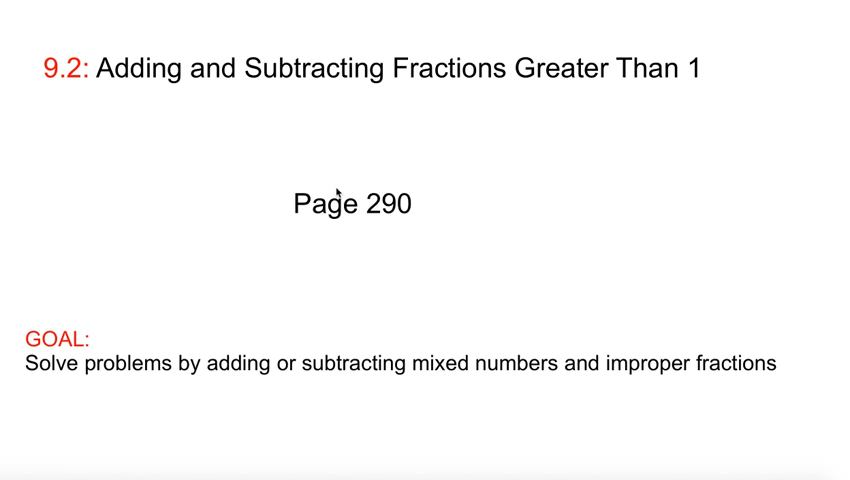 9.2: Adding and Subtracting Fractions Greater Than 1
Page 290
GOAL:
Solve problems by adding or subtracting mixed numbers and improper fractions